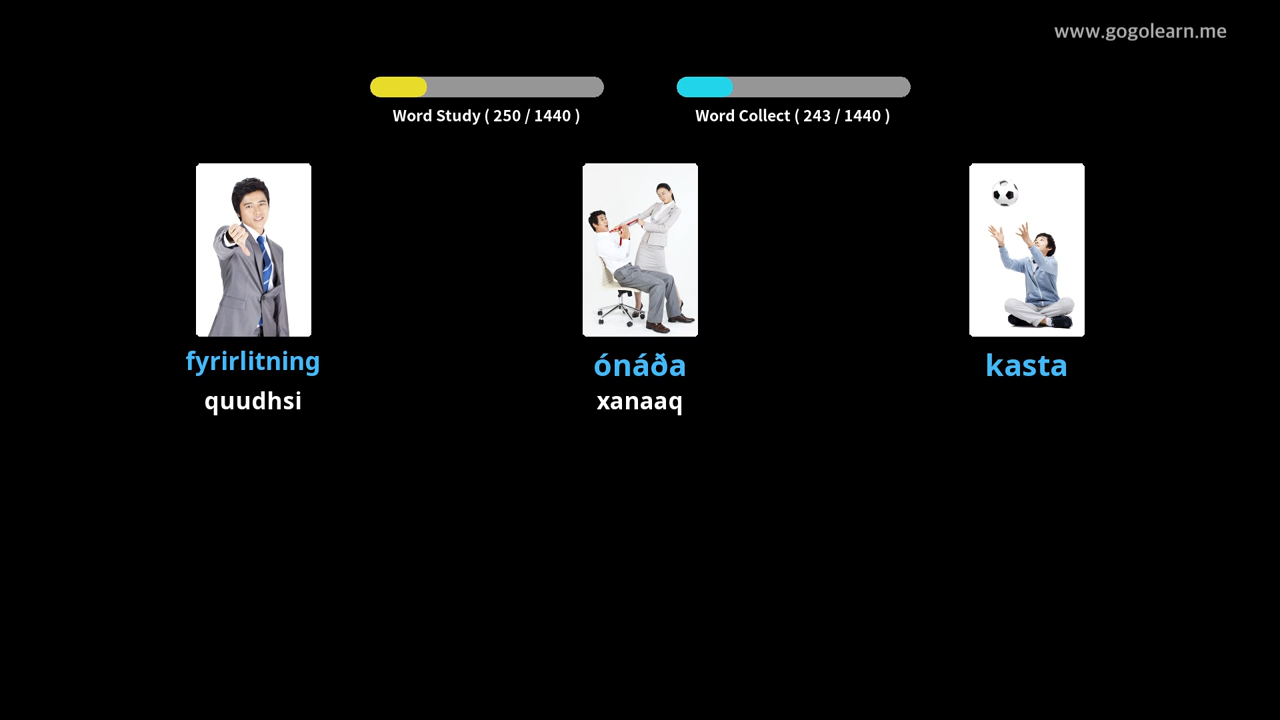 www.gogolearn.me
Word Study ( 250 / 1440 )
Word Collect ( 243 / 1440 )
fyrirlitning
quudhsi
ónáða
xanaaq
kasta